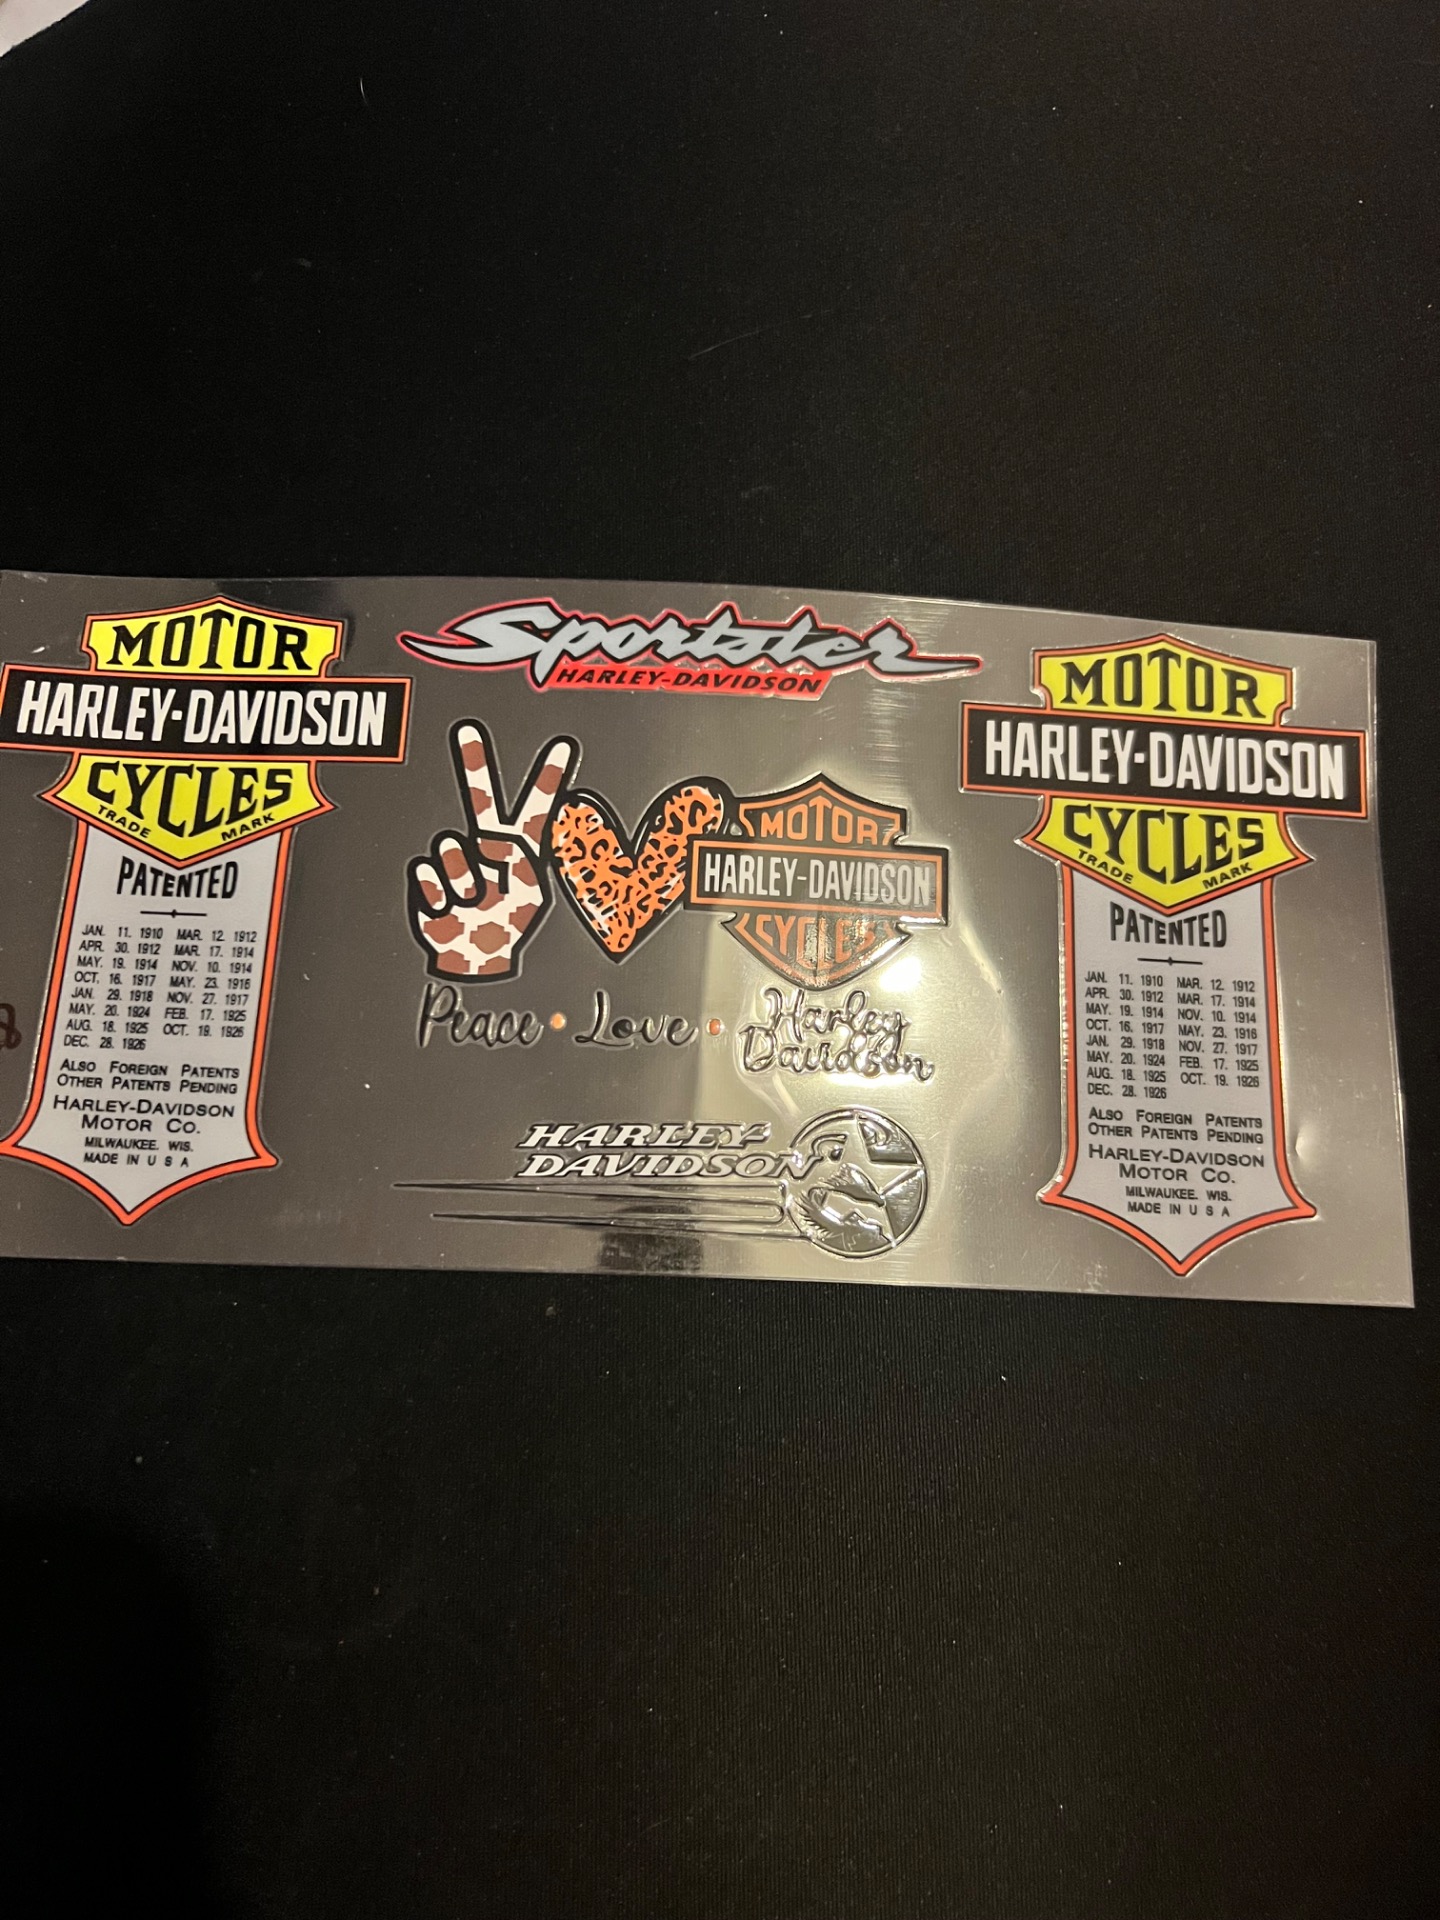 MOTOR
HARLEY-DAVIDSON
CYCLES
TRADE MARK
PATENTED
JAN. 11. 1910 MAR. 12. 1912
APR. 30. 1912 MAR. 17. 1914
MAY. 19. 1914 NOV. 10. 1914
OCT. 16. 1917 MAY. 23. 1916
JAN. 29. 1918 NOV. 27. 1917
MAY. 20. 1924 FEB. 17. 1925
AUG. 18. 1925 OCT. 19. 1926
DEC. 28. 1926
ALSO FOREIGN PATENTS
OTHER PATENTS PENDING
HARLEY-DAVIDSON
MOTOR CO.
MILWAUKEE. WIS.
MADE IN U S A
Sportster
HARLEY-DAVIDSON
MOTOR
HARLEY-DAVIDSON
CYCLES
Peace • Love • Harley
Davidson
HARLEY-
DAVIDSON
MOTOR
HARLEY-DAVIDSON
CYCLES
TRADE MARK
PATENTED
JAN. 11. 1910 MAR. 12. 1912
APR. 30. 1912 MAR. 17. 1914
MAY. 19. 1914 NOV. 10. 1914
OCT. 16. 1917 MAY. 23. 1916
JAN. 29. 1918 NOV. 27. 1917
MAY. 20. 1924 FEB. 17. 1925
AUG. 18. 1925 OCT. 19. 1926
DEC. 28. 1926
ALSO FOREIGN PATENTS
OTHER PATENTS PENDING
HARLEY-DAVIDSON
MOTOR CO.
MILWAUKEE. WIS.
MADE IN U S A